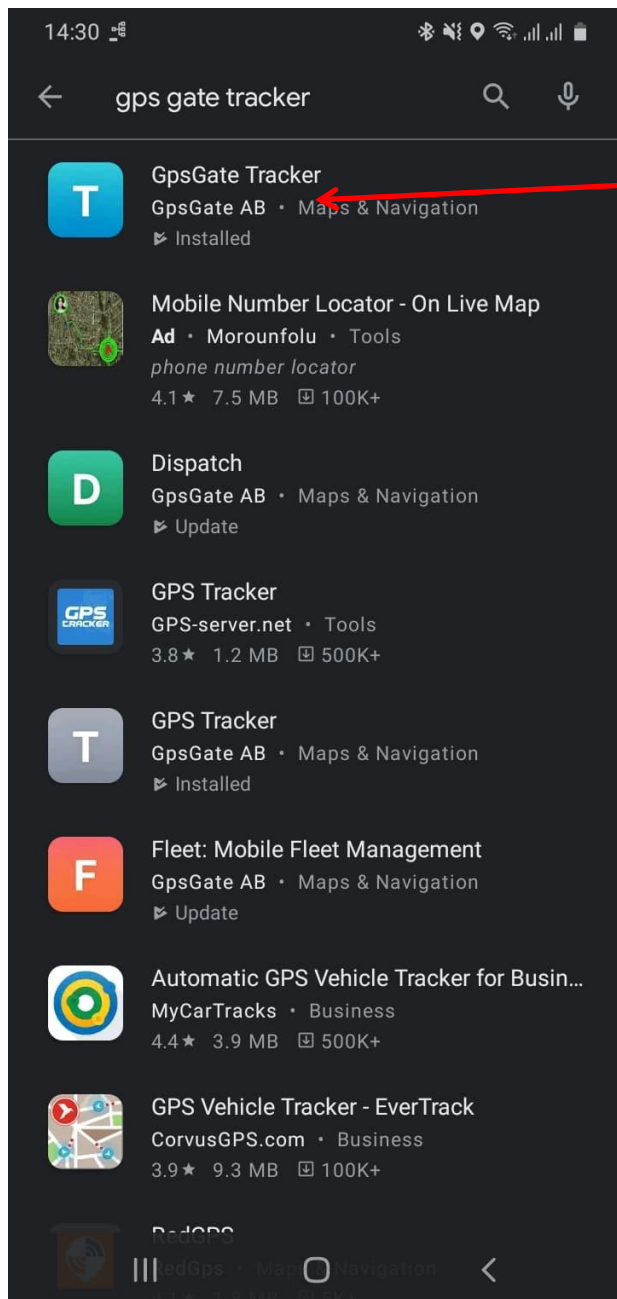 14:30
gps gate tracker
T
GpsGate Tracker
GpsGate AB • Maps & Navigation
Installed
Mobile Number Locator - On Live Map
Ad • Morounfolu • Tools
phone number locator
4.1★ 7.5 MB 100K+
D
Dispatch
GpsGate AB • Maps & Navigation
Update
GPS TRACKER
GPS Tracker
GPS-server.net • Tools
3.8★ 1.2 MB 500K+
T
GPS Tracker
GpsGate AB • Maps & Navigation
Installed
F
Fleet: Mobile Fleet Management
GpsGate AB • Maps & Navigation
Update
Automatic GPS Vehicle Tracker for Busin...
MyCarTracks • Business
4.4★ 3.9 MB 500K+
GPS Vehicle Tracker - EverTrack
CorvusGPS.com • Business
3.9★ 9.3 MB 100K+
RedGPS
RedGps • Maps & Navigation